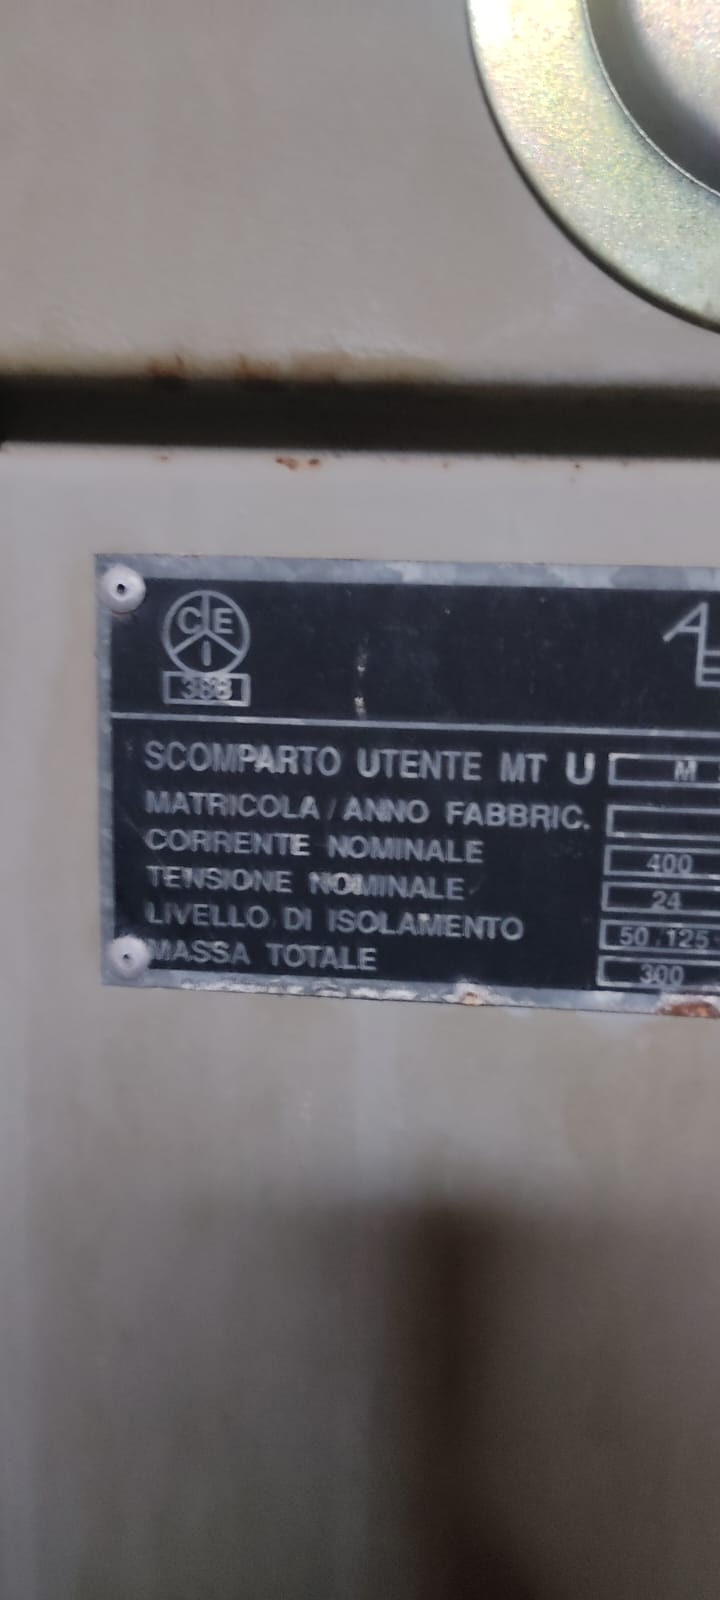 CEI
388
SCOMPARTO UTENTE MT U M
MATRICOLA / ANNO FABBRIC.
CORRENTE NOMINALE 400
TENSIONE NOMINALE 24
LIVELLO DI ISOLAMENTO 50 125
MASSA TOTALE 300